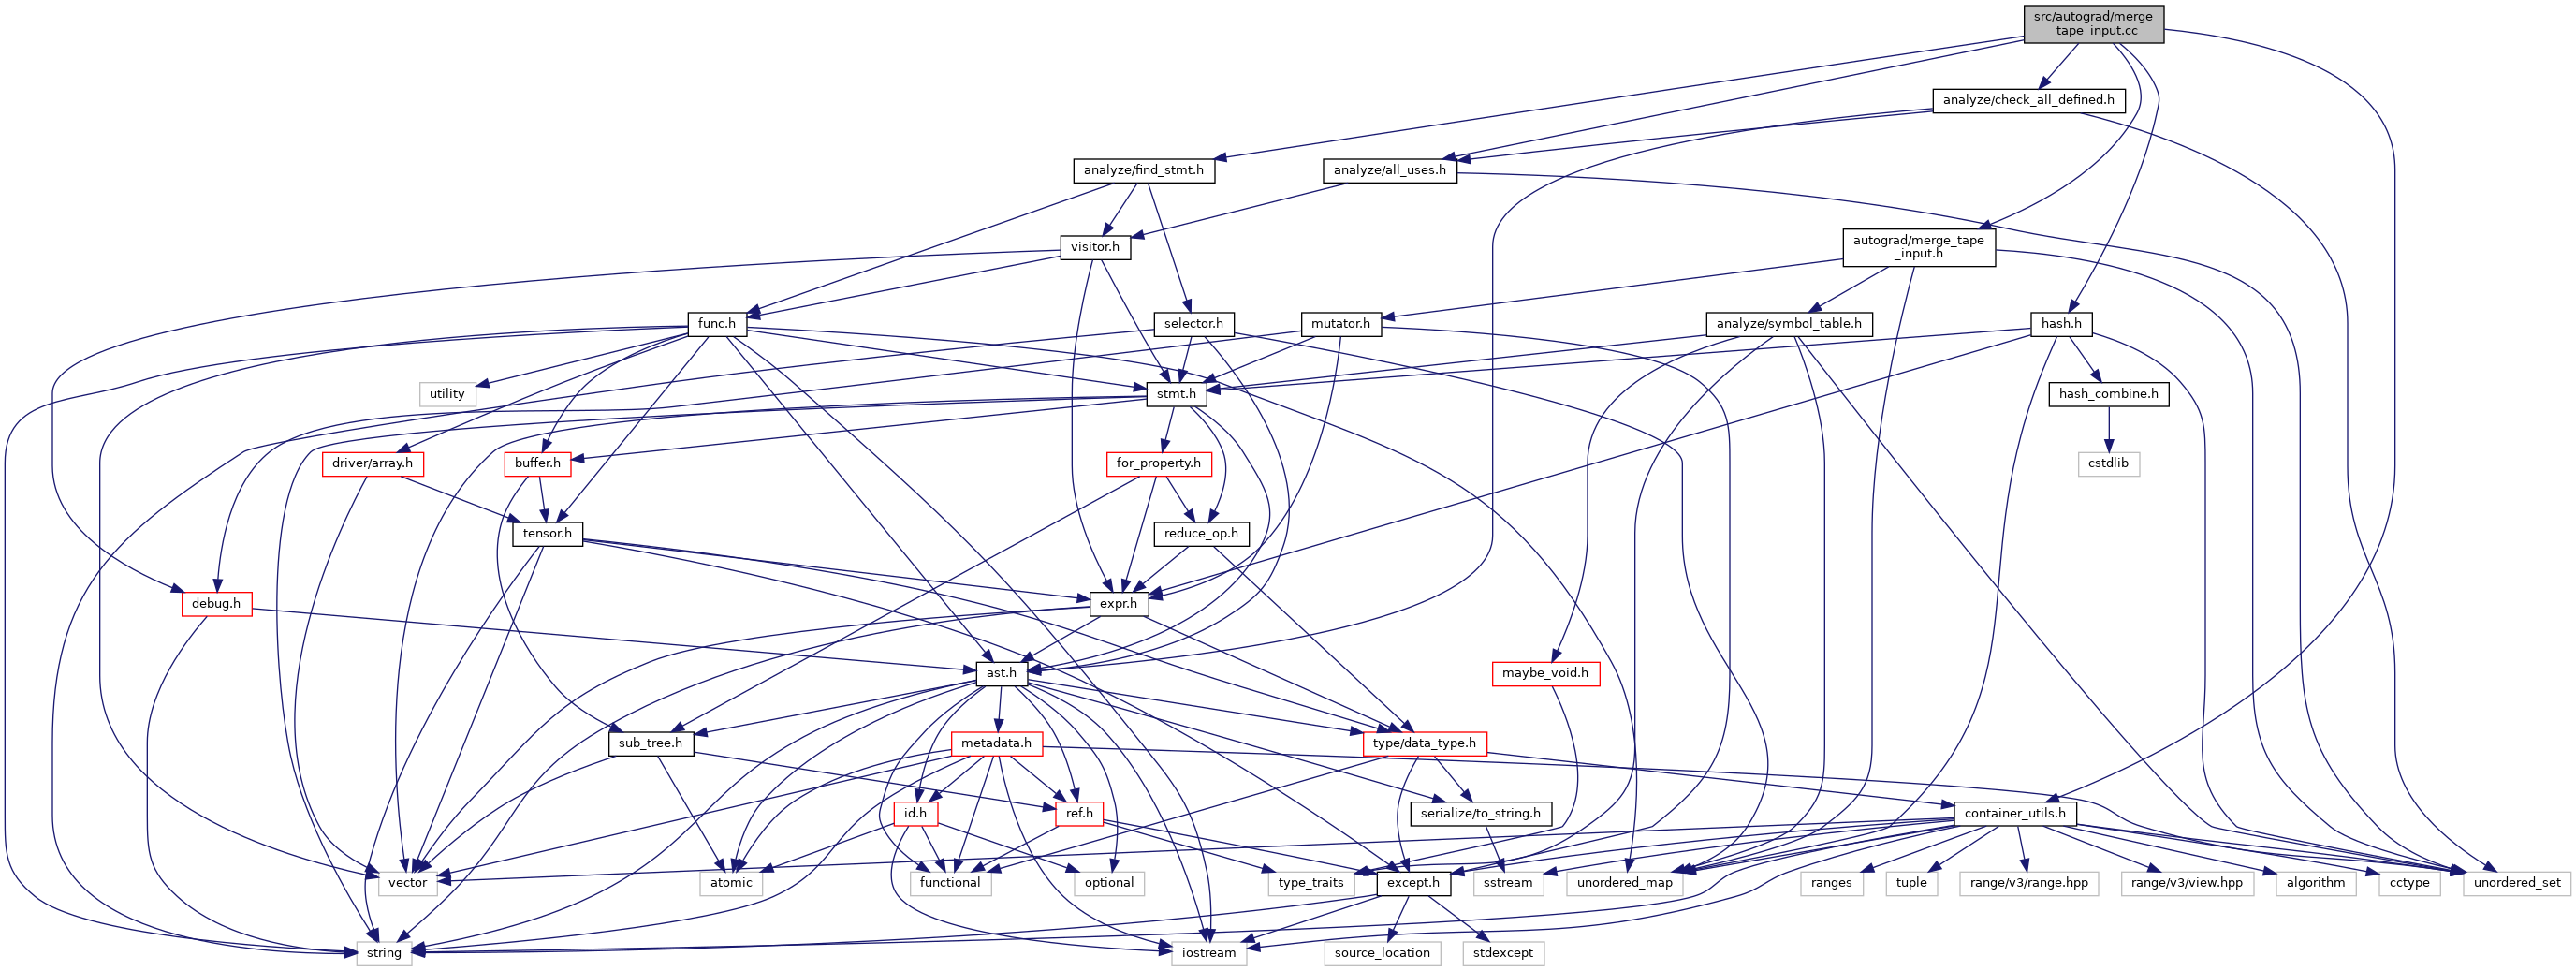 src/autograd/merge
_tape_input.cc
analyze/check_all_defined.h
analyze/find_stmt.h
analyze/all_uses.h
visitor.h
autograd/merge_tape
_input.h
func.h
selector.h
mutator.h
analyze/symbol_table.h
hash.h
utility
stmt.h
hash_combine.h
driver/array.h
buffer.h
for_property.h
cstdlib
tensor.h
reduce_op.h
debug.h
expr.h
ast.h
maybe_void.h
sub_tree.h
metadata.h
type/data_type.h
id.h
ref.h
serialize/to_string.h
container_utils.h
vector
atomic
functional
optional
type_traits
except.h
sstream
unordered_map
ranges
tuple
range/v3/range.hpp
range/v3/view.hpp
algorithm
cctype
unordered_set
string
iostream
source_location
stdexcept